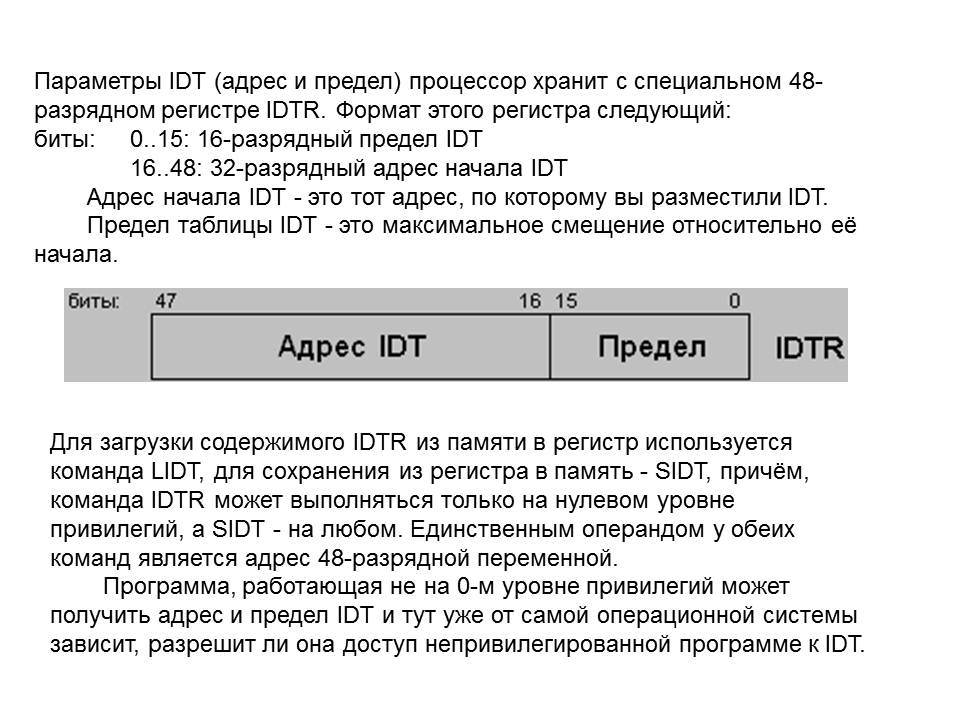 Параметры IDT (адрес и предел) процессор хранит с специальном 48-
разрядном регистре IDTR. Формат этого регистра следующий:
биты: 0..15: 16-разрядный предел IDT
16..48: 32-разрядный адрес начала IDT
Адрес начала IDT - это тот адрес, по которому вы разместили IDT.
Предел таблицы IDT - это максимальное смещение относительно её
начала.
биты: 47 16 15 0
Адрес IDT Предел IDTR
Для загрузки содержимого IDTR из памяти в регистр используется
команда LIDT, для сохранения из регистра в память - SIDT, причём,
команда IDTR может выполняться только на нулевом уровне
привилегий, а SIDT - на любом. Единственным операндом у обеих
команд является адрес 48-разрядной переменной.
Программа, работающая не на 0-м уровне привилегий может
получить адрес и предел IDT и тут уже от самой операционной системы
зависит, разрешит ли она доступ непривилегированной программе к IDT.